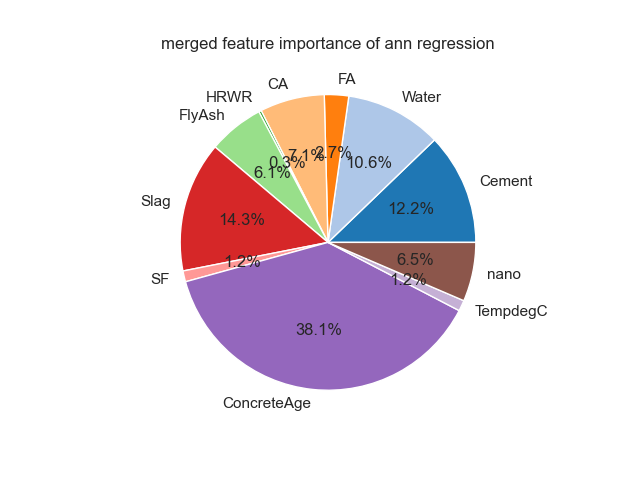 merged feature importance of ann regression
FA
CA
HRWR
Water
FlyAsh
2.7%
7.1%
0.3%
10.6%
6.1%
Cement
Slag
12.2%
14.3%
6.5%
1.2%
nano
SF
1.2%
TempdegC
38.1%
ConcreteAge